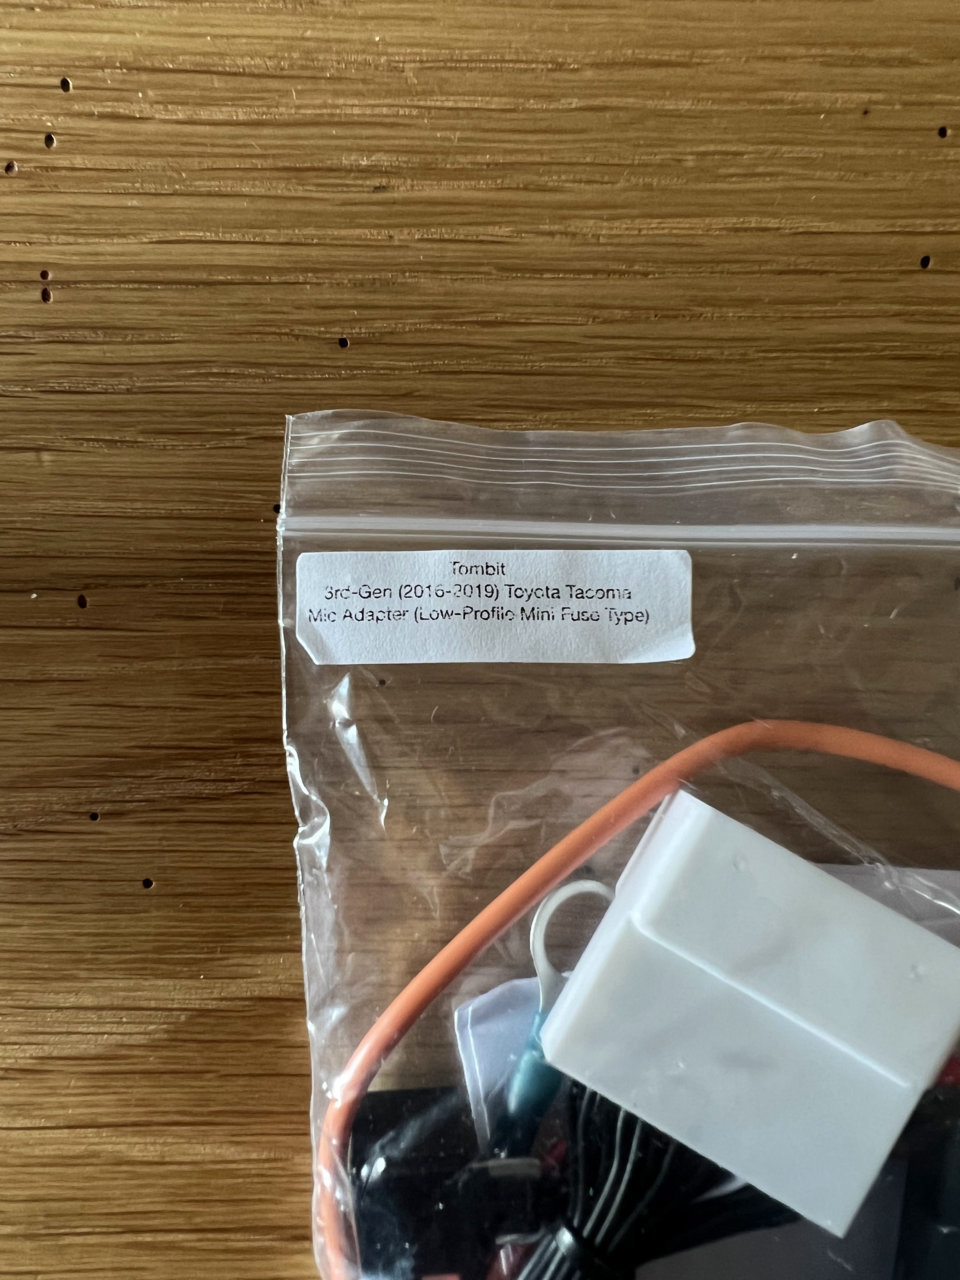 Tombit
3rd-Gen (2016-2019) Toyota Tacoma
Mic Adapter (Low-Profile Mini Fuse Type)